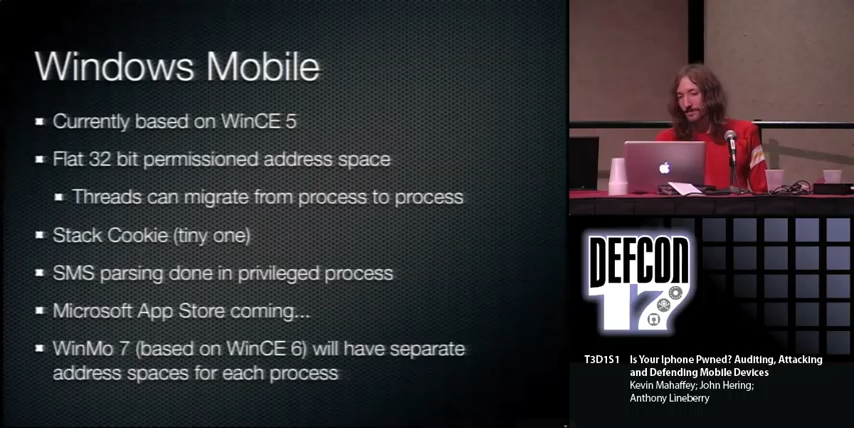 Windows Mobile
Currently based on WinCE 5
Flat 32 bit permissioned address space
Threads can migrate from process to process
Stack Cookie (tiny one)
SMS parsing done in privileged process
Microsoft App Store coming...
WinMo 7 (based on WinCE 6) will have separate
address spaces for each process
DEFCON
17
T3D1S1 Is Your Iphone Pwned? Auditing, Attacking
and Defending Mobile Devices
Kevin Mahaffey; John Hering;
Anthony Lineberry